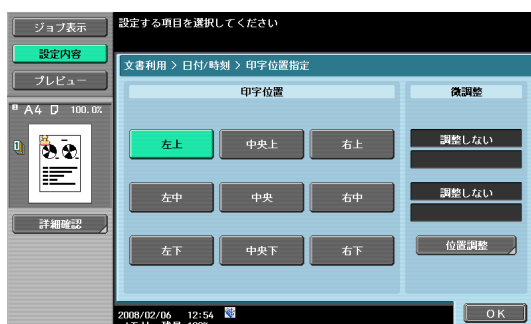 ジョブ表示
設定する項目を選択してください
設定内容
文書利用 > 日付/時刻 > 印字位置指定
プレビュー
印字位置
微調整
A4 100.0%
左上
中央上
右上
調整しない
左中
中央
右中
調整しない
詳細確認
左下
中央下
右下
位置調整
2008/02/06 12:54
OK